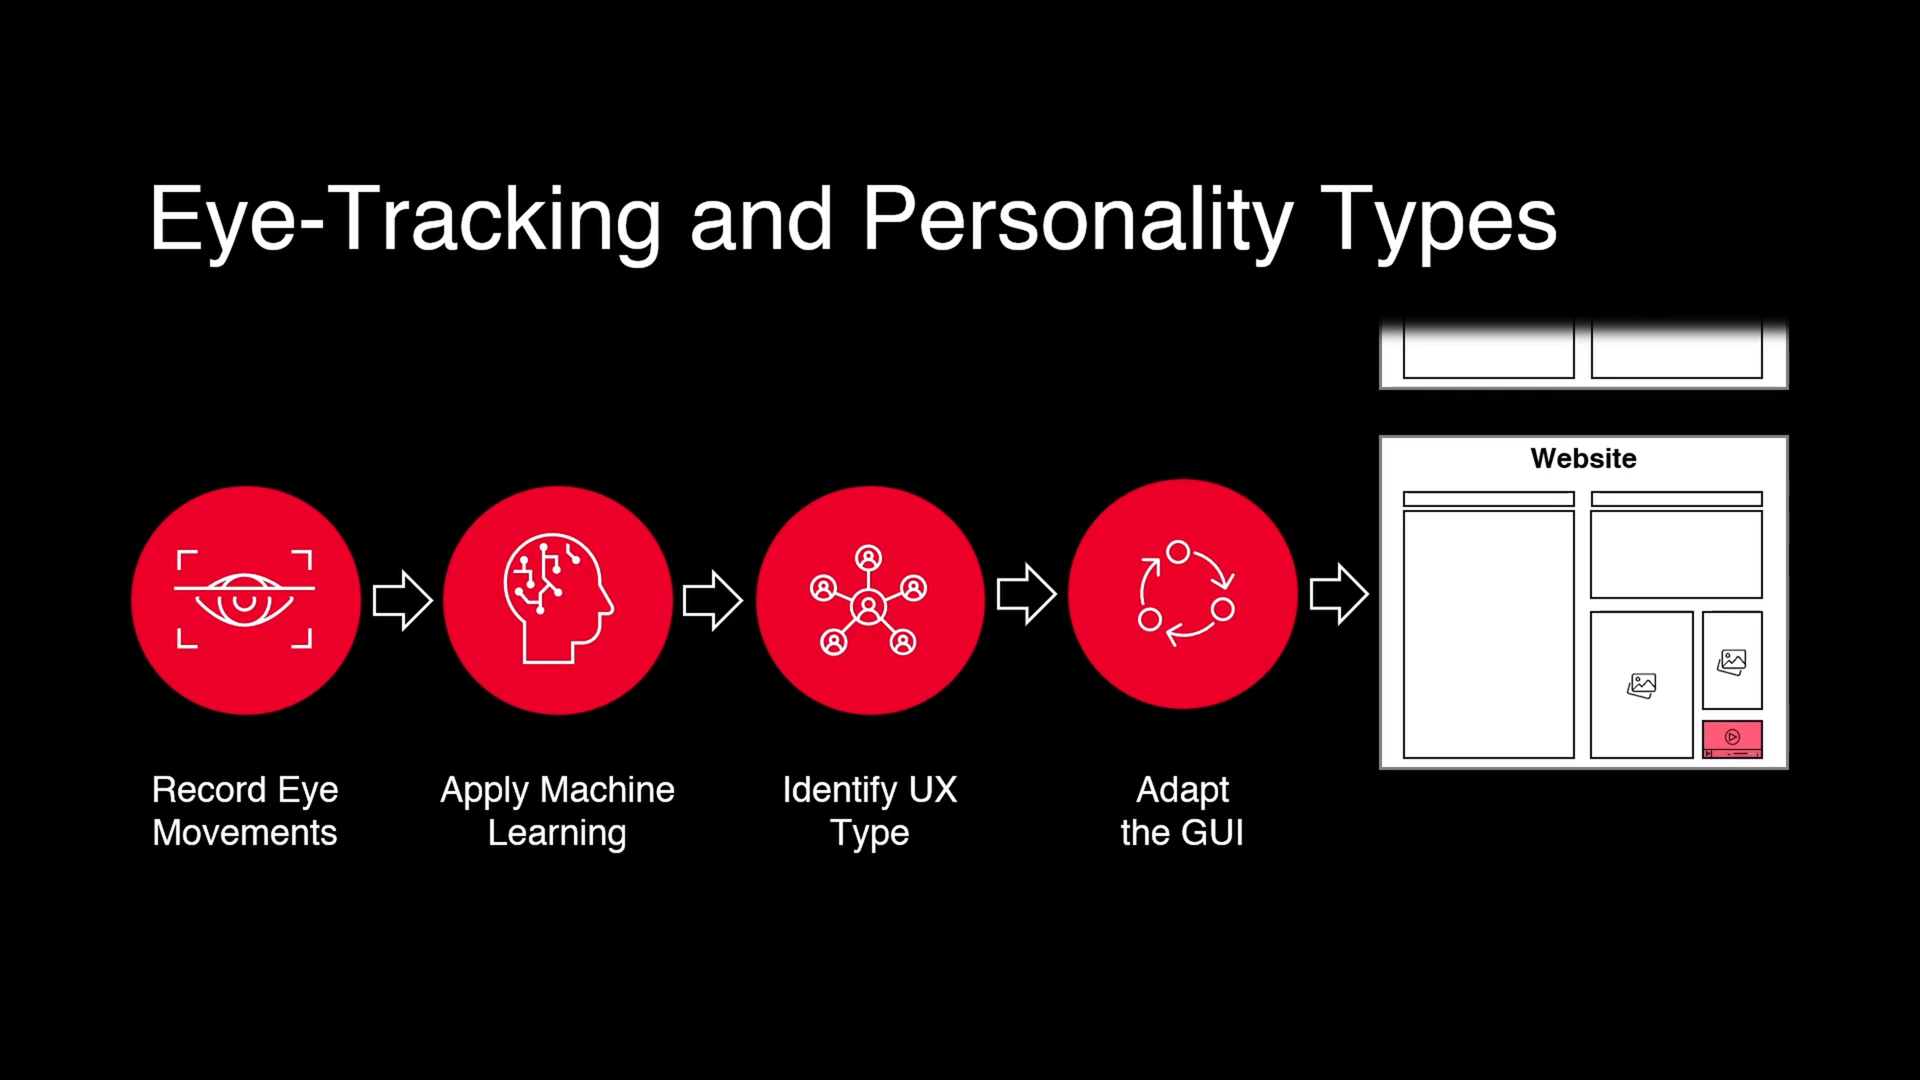 Eye-Tracking and Personality Types
Website
Record Eye
Movements
Apply Machine
Learning
Identify UX
Type
Adapt
the GUI